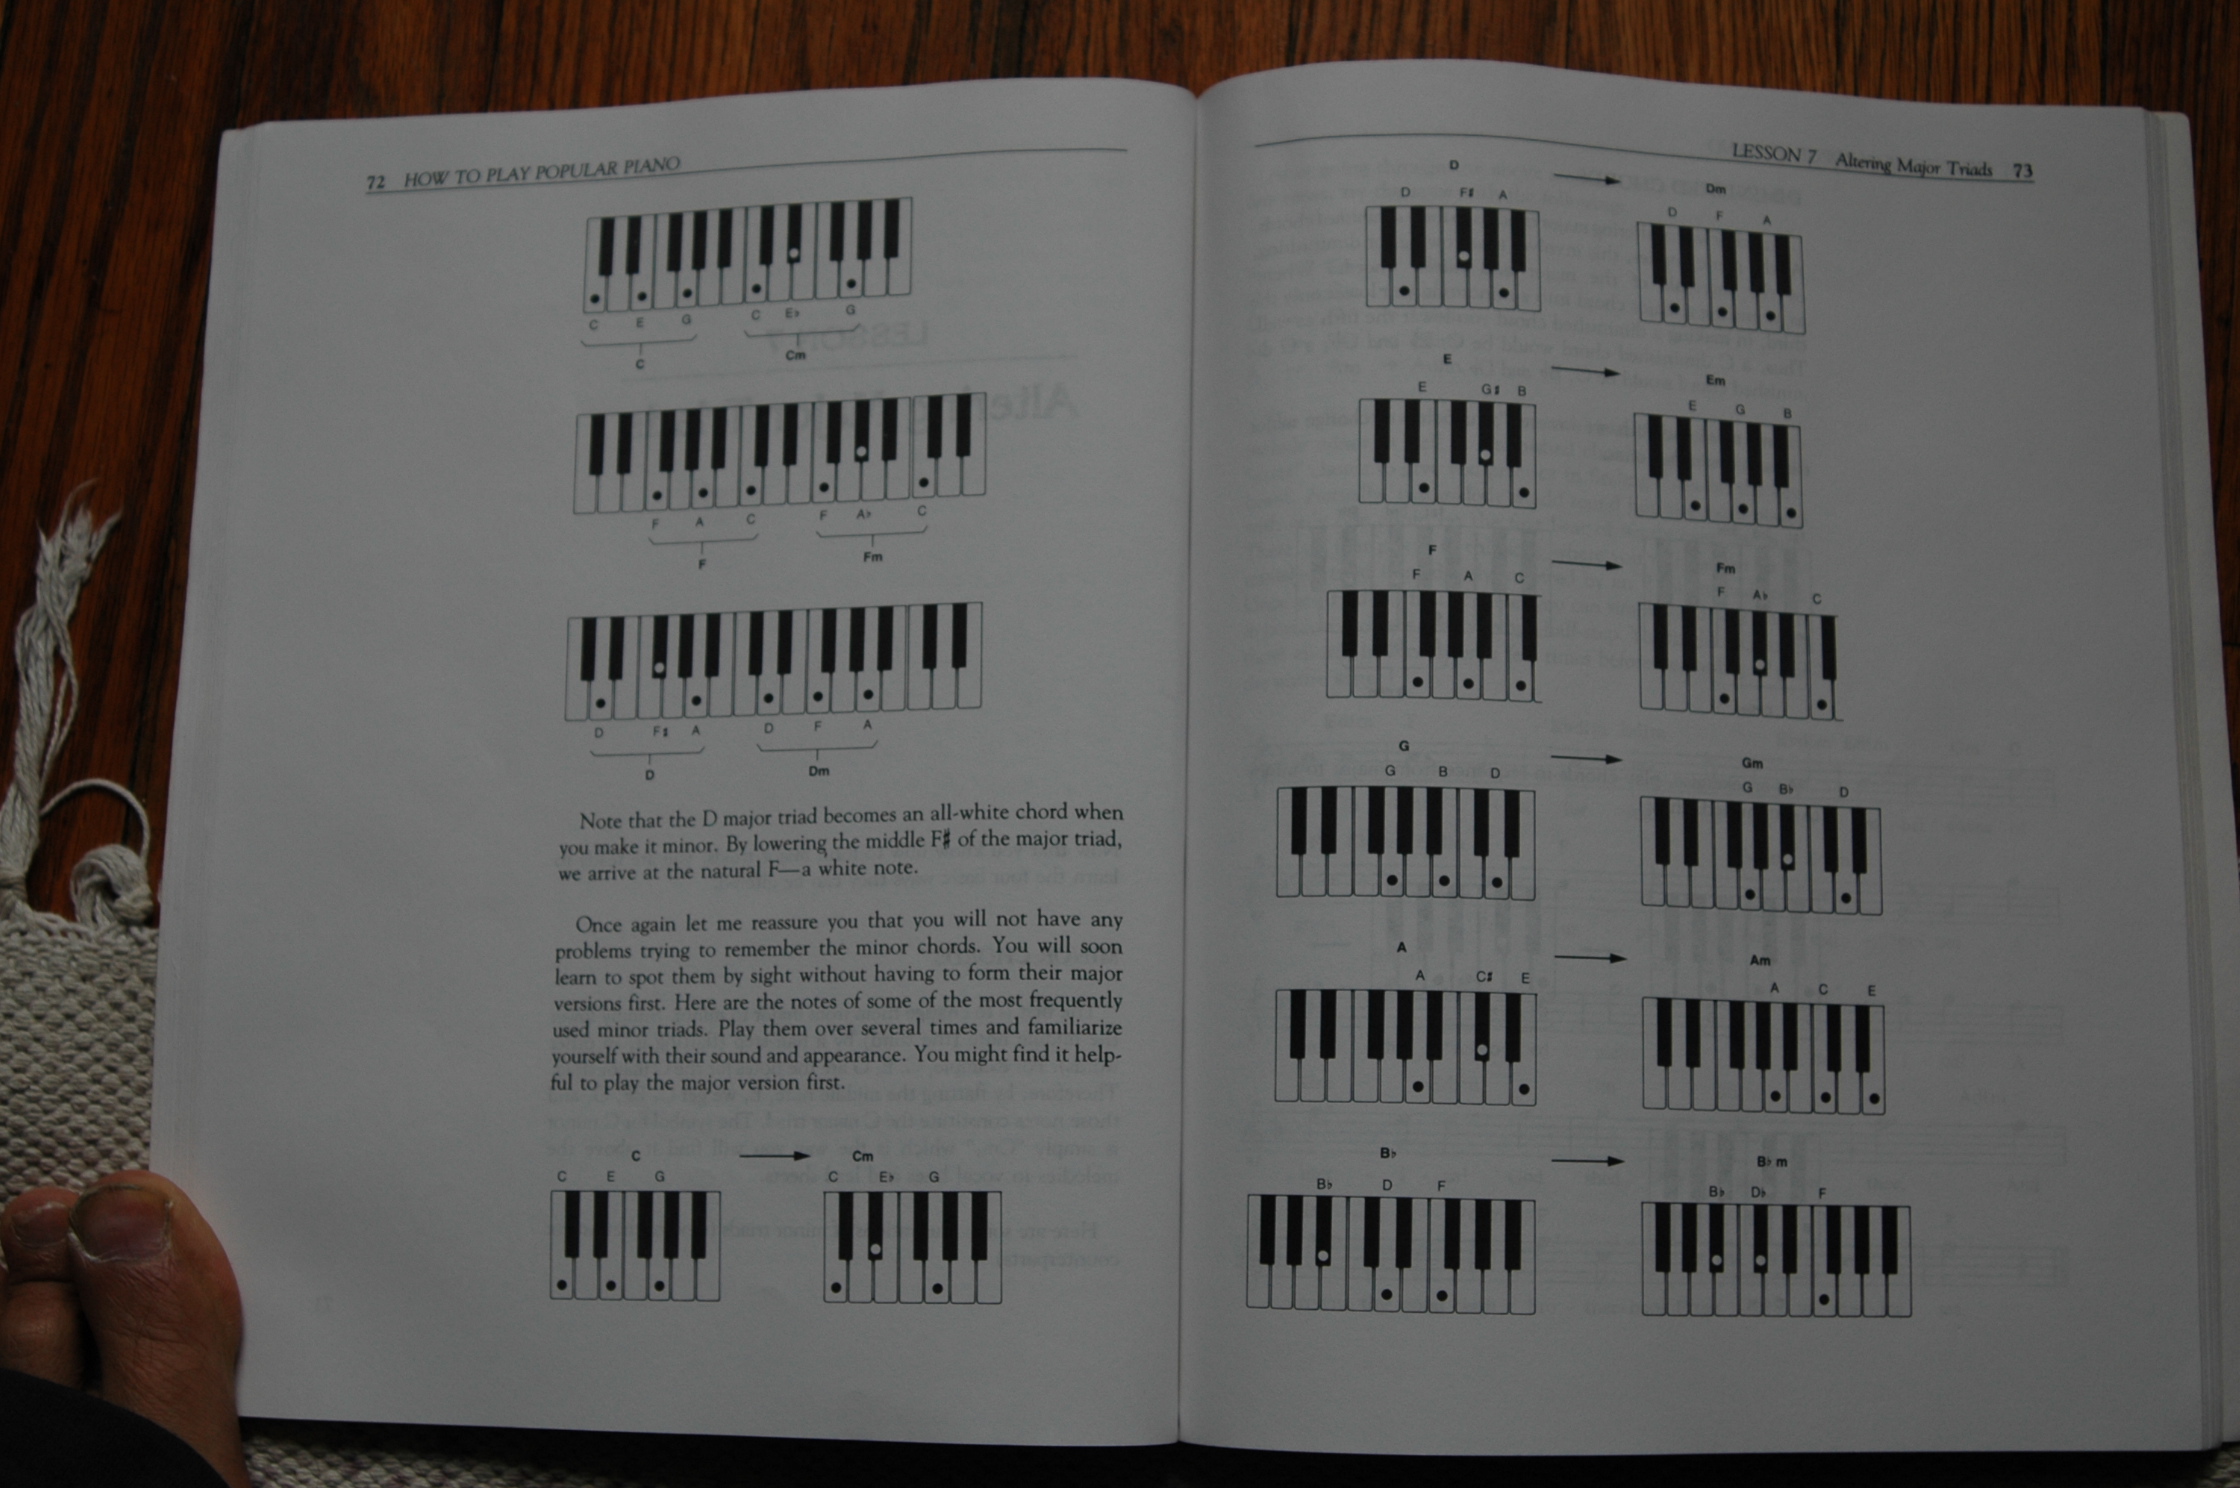 72 HOW TO PLAY POPULAR PIANO
C E G C E♭ G
C Cm
F A C F A♭ C
F Fm
D F♯ A D F A
D Dm
Note that the D major triad becomes an all-white chord when
you make it minor. By lowering the middle F♯ of the major triad,
we arrive at the natural F—a white note.
Once again let me reassure you that you will not have any
problems trying to remember the minor chords. You will soon
learn to spot them by sight without having to form their major
versions first. Here are the notes of some of the most frequently
used minor triads. Play them over several times and familiarize
yourself with their sound and appearance. You might find it help-
ful to play the major version first.
C Cm
C E G C E♭ G
LESSON 7 Altering Major Triads 73
D Dm
D F♯ A D F A
E Em
E G♯ B E G B
F Fm
F A C F A♭ C
G Gm
G B D G B♭ D
A Am
A C♯ E A C E
B♭ B♭m
B♭ D F B♭ D♭ F